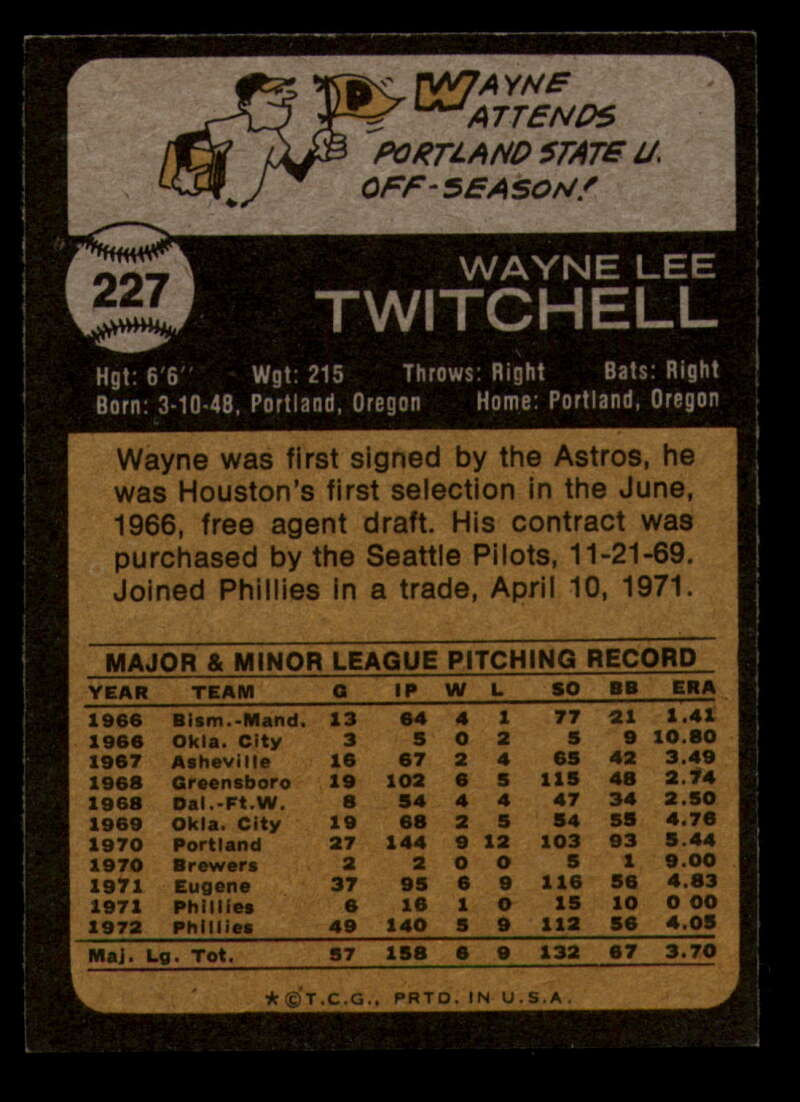 WAYNE
ATTENDS
PORTLAND STATE U.
OFF-SEASON!
P
227
WAYNE LEE
TWITCHELL
Hgt: 6'6" Wgt: 215 Throws: Right Bats: Right
Born: 3-10-48, Portland, Oregon Home: Portland, Oregon
Wayne was first signed by the Astros, he
was Houston's first selection in the June,
1966, free agent draft. His contract was
purchased by the Seattle Pilots, 11-21-69.
Joined Phillies in a trade, April 10, 1971.
MAJOR & MINOR LEAGUE PITCHING RECORD
YEAR TEAM G IP W L SO BB ERA
1966 Bism.-Mand. 13 64 4 1 77 21 1.41
1966 Okla. City 3 5 0 2 5 9 10.80
1967 Asheville 16 67 2 4 65 42 3.49
1968 Greensboro 19 102 6 5 115 48 2.74
1968 Dal.-Ft.W. 8 54 4 4 47 34 2.50
1969 Okla. City 19 68 2 5 54 55 4.76
1970 Portland 27 144 9 12 103 93 5.44
1970 Brewers 2 2 0 0 5 1 9.00
1971 Eugene 37 95 6 9 116 56 4.83
1971 Phillies 6 16 1 0 15 10 0 00
1972 Phillies 49 140 5 9 112 56 4.05
Maj. Lg. Tot. 57 158 6 9 132 67 3.70
★©T.C.G., PRTD. IN U.S.A.